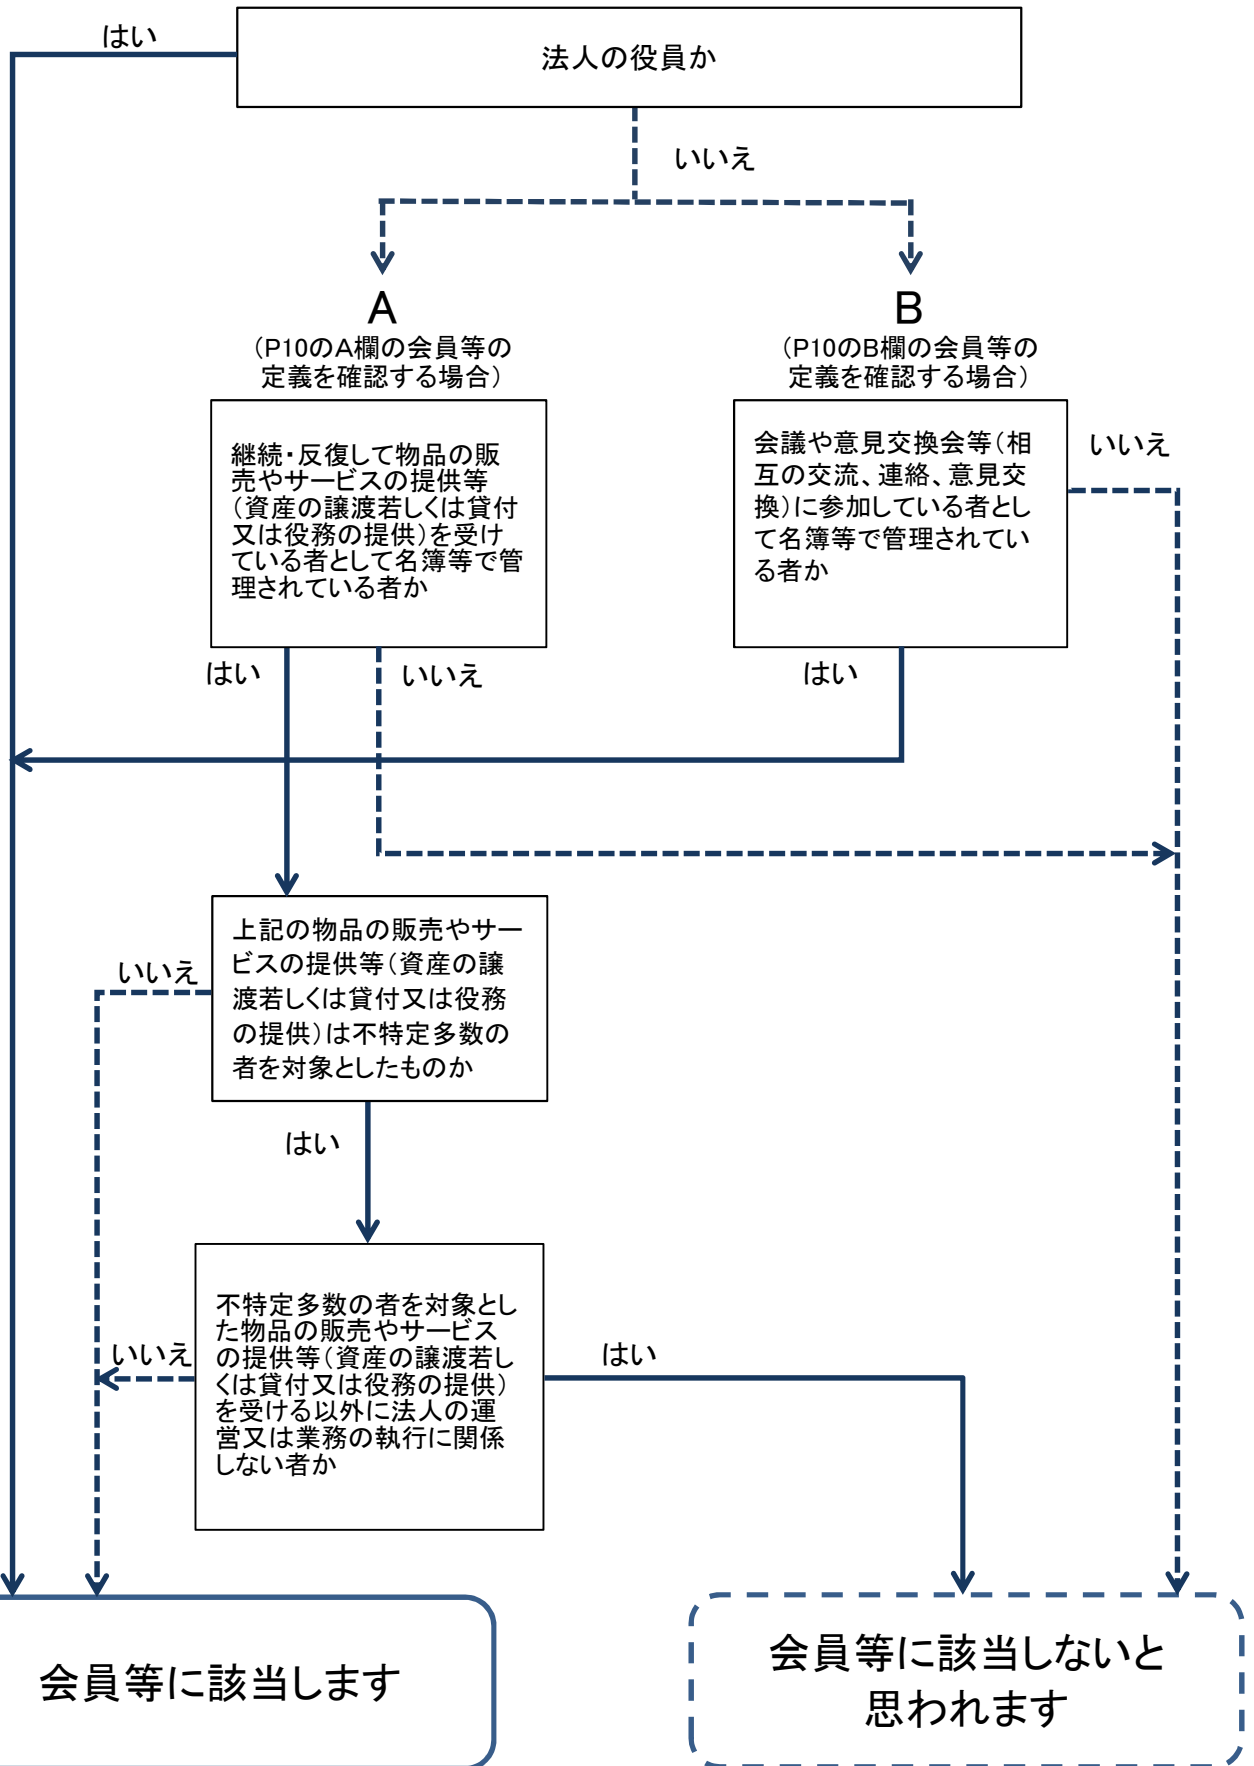 はい
法人の役員か
いいえ
A
(P10のA欄の会員等の
定義を確認する場合)
B
(P10のB欄の会員等の
定義を確認する場合)
継続・反復して物品の販
売やサービスの提供等
(資産の譲渡若しくは貸付
又は役務の提供)を受け
ている者として名簿等で管
理されている者か
会議や意見交換会等(相
互の交流、連絡、意見交
換)に参加している者とし
て名簿等で管理されてい
る者か
いいえ
はい
いいえ
はい
上記の物品の販売やサー
ビスの提供等(資産の譲
渡若しくは貸付又は役務
の提供)は不特定多数の
者を対象としたものか
いいえ
はい
不特定多数の者を対象とし
た物品の販売やサービス
の提供等(資産の譲渡若し
くは貸付又は役務の提供)
を受ける以外に法人の運
営又は業務の執行に関係
しない者か
いいえ
はい
会員等に該当します
会員等に該当しないと
思われます